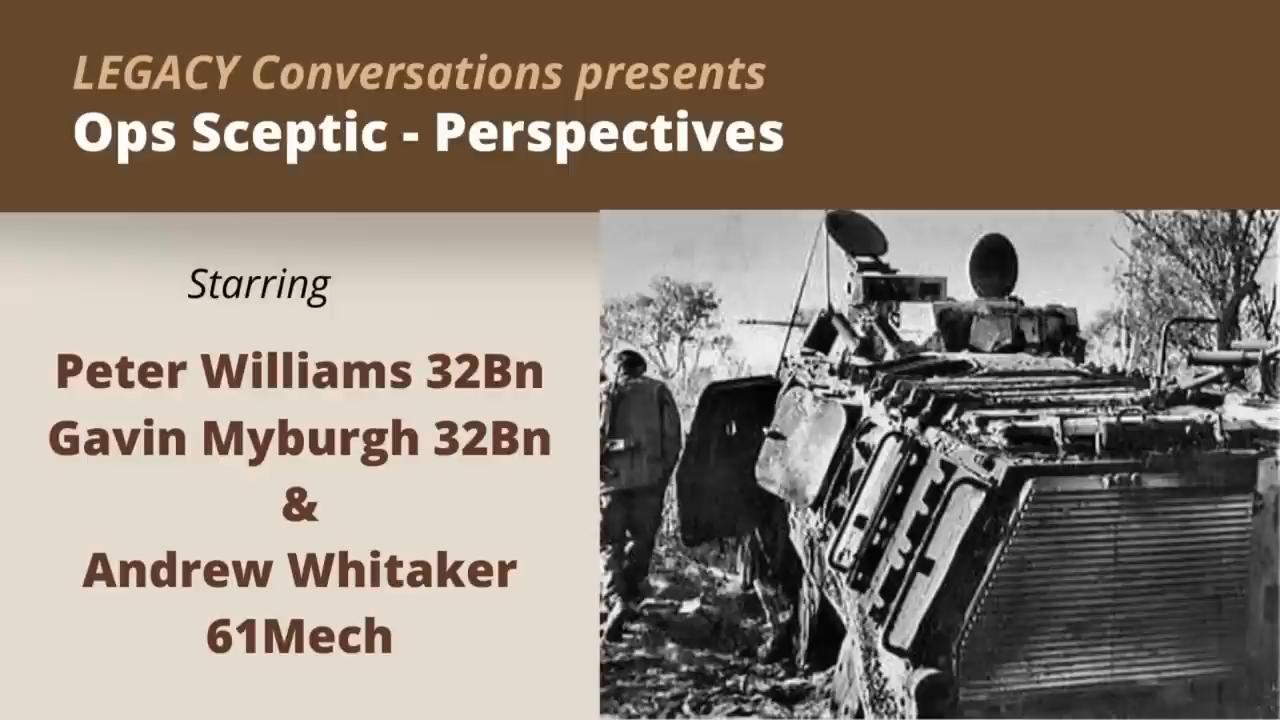 LEGACY Conversations presents
Ops Sceptic - Perspectives
Starring
Peter Williams 32Bn
Gavin Myburgh 32Bn
&
Andrew Whitaker
61Mech